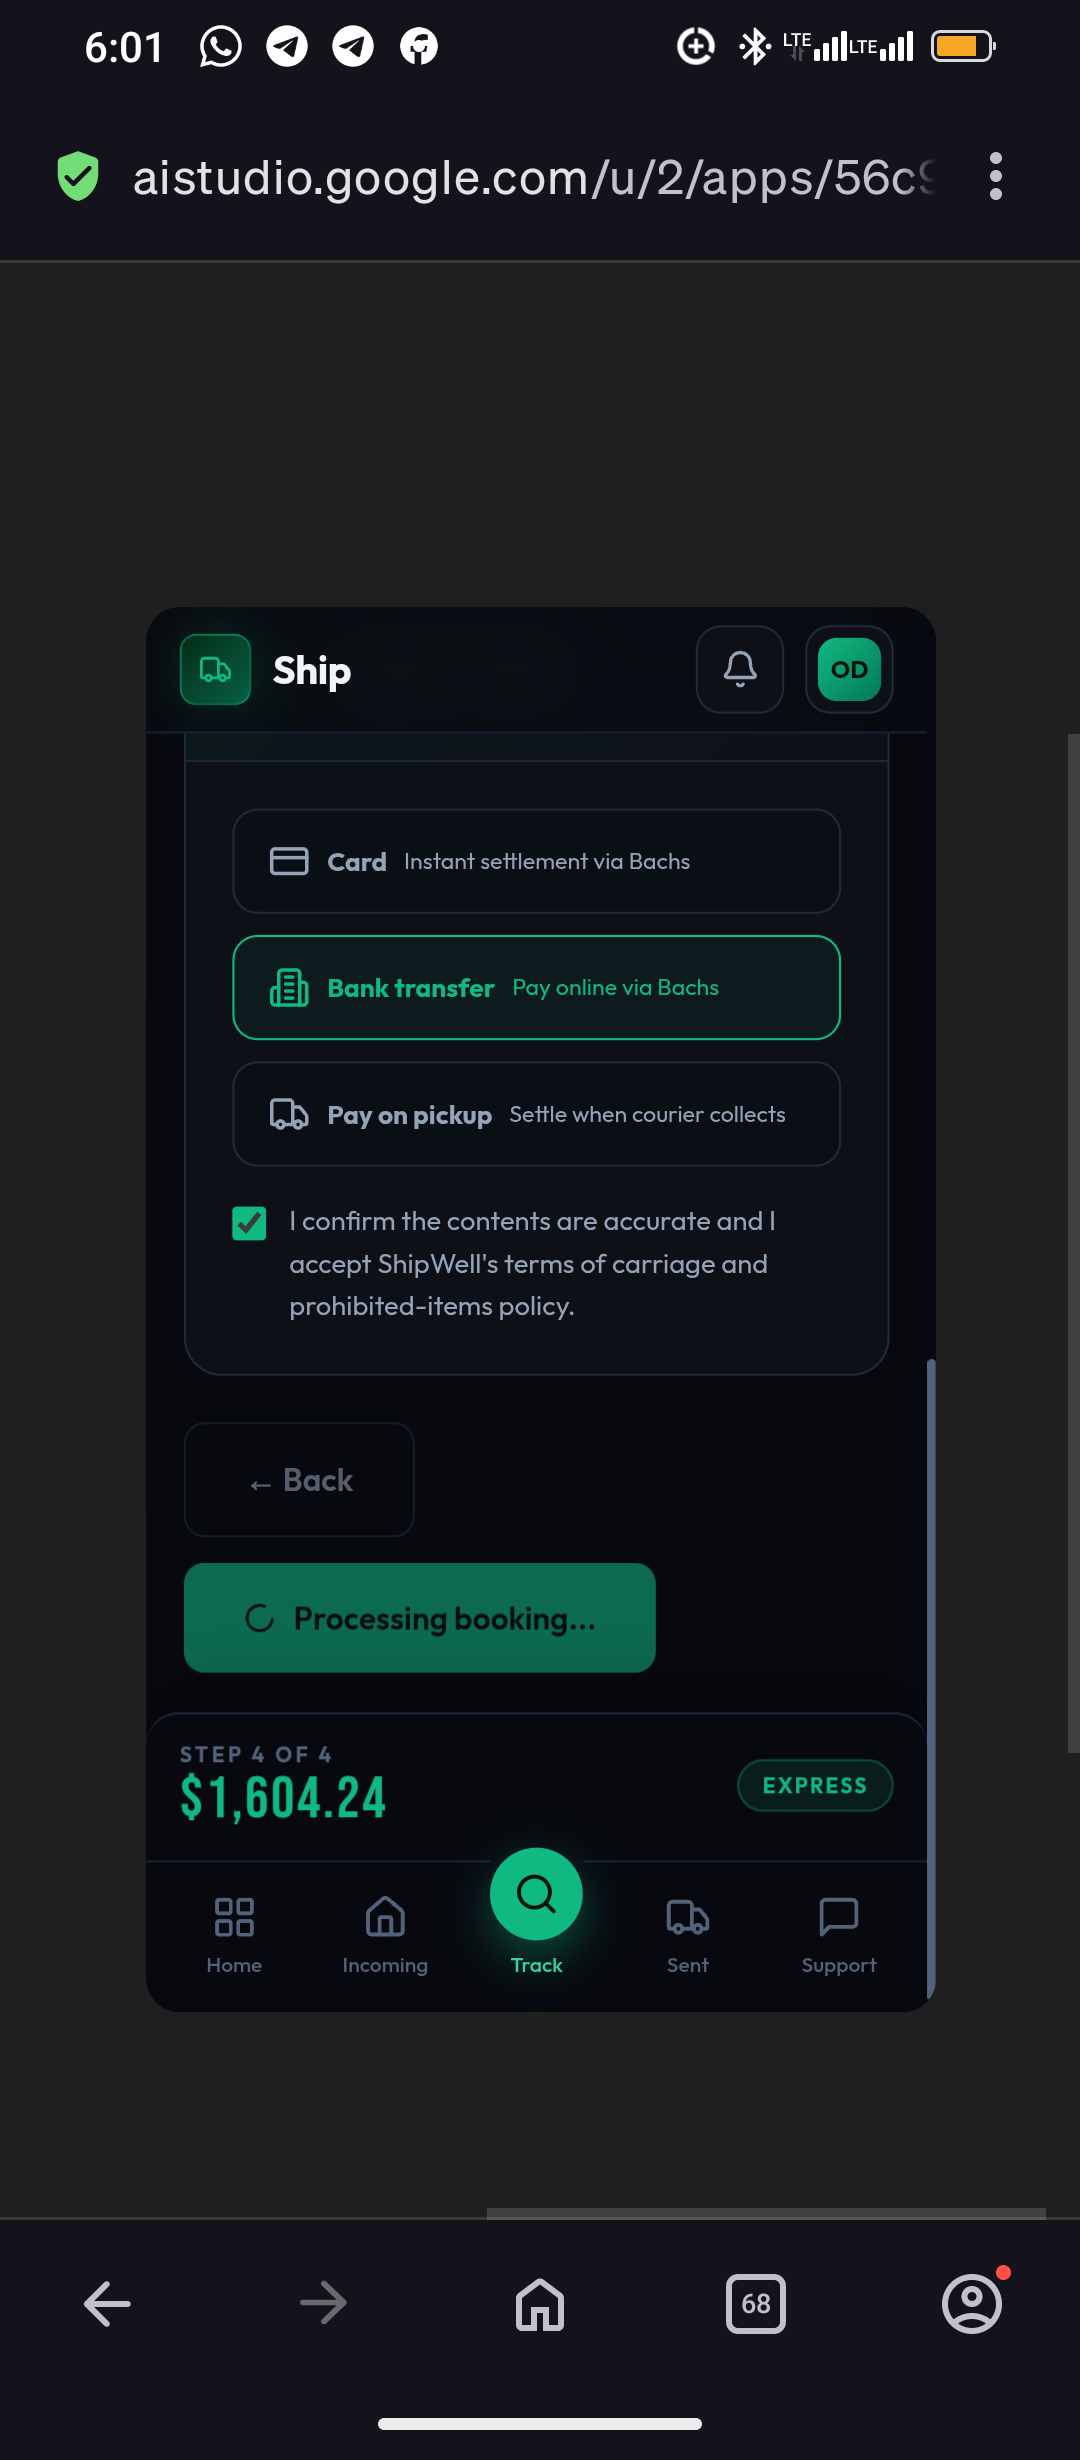 6:01
LTE LTE
aistudio.google.com/u/2/apps/56c9
Ship
OD
Card Instant settlement via Bachs
Bank transfer Pay online via Bachs
Pay on pickup Settle when courier collects
I confirm the contents are accurate and I
accept ShipWell's terms of carriage and
prohibited-items policy.
← Back
Processing booking...
STEP 4 OF 4
$1,604.24
EXPRESS
Home
Incoming
Track
Sent
Support
68